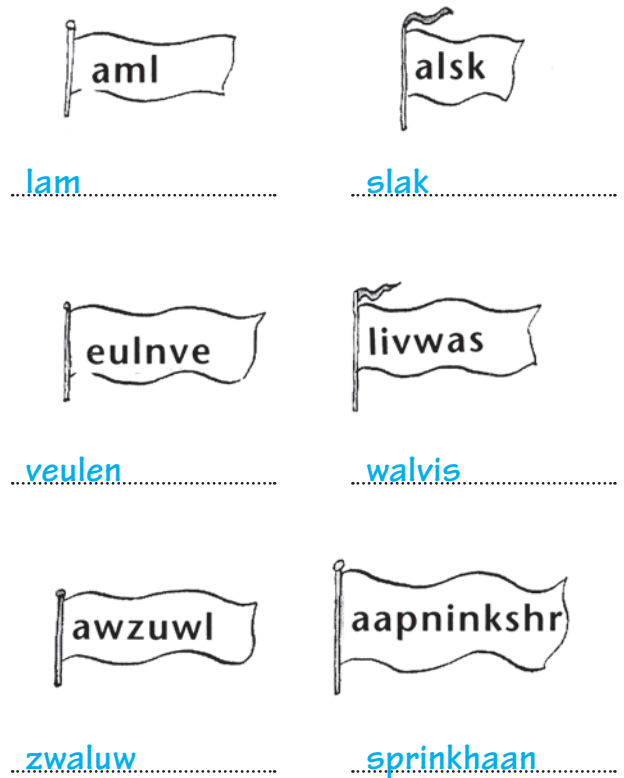 aml
alsk
lam
slak
eulnve
livwas
veulen
walvis
awzuwl
aapninkshr
zwaluw
sprinkhaan